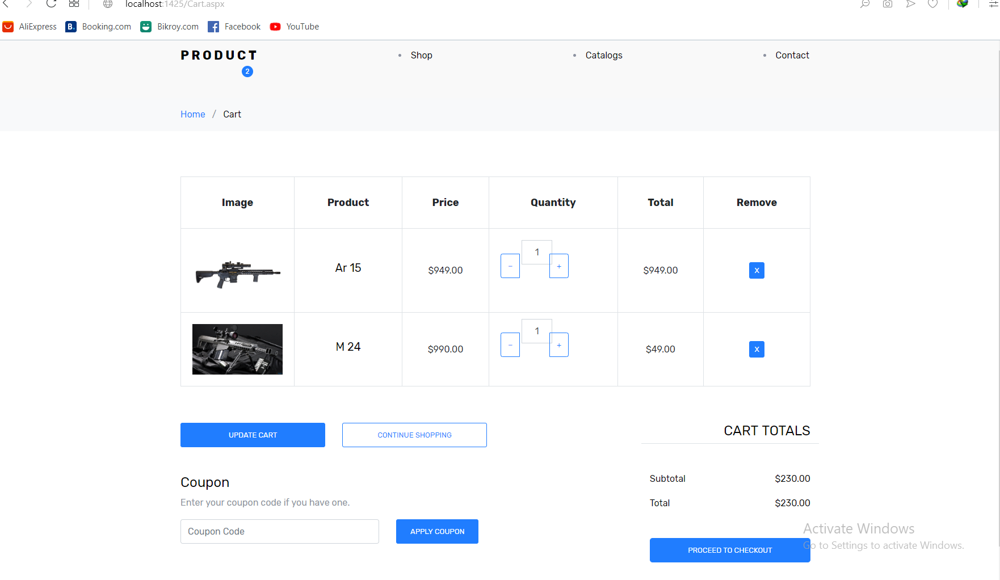 localhost:1425/Cart.aspx
AliExpress B. Booking.com Bikroy.com Facebook YouTube
PRODUCT • Shop • Catalogs • Contact
2
Home / Cart
Image Product Price Quantity Total Remove
Ar 15 $949.00 - 1 + $949.00 X
M 24 $990.00 - 1 + $49.00 X
UPDATE CART CONTINUE SHOPPING CART TOTALS
Subtotal $230.00
Coupon
Enter your coupon code if you have one. Total $230.00
Coupon Code APPLY COUPON
Activate Windows
Go to Settings to activate Windows.
PROCEED TO CHECKOUT